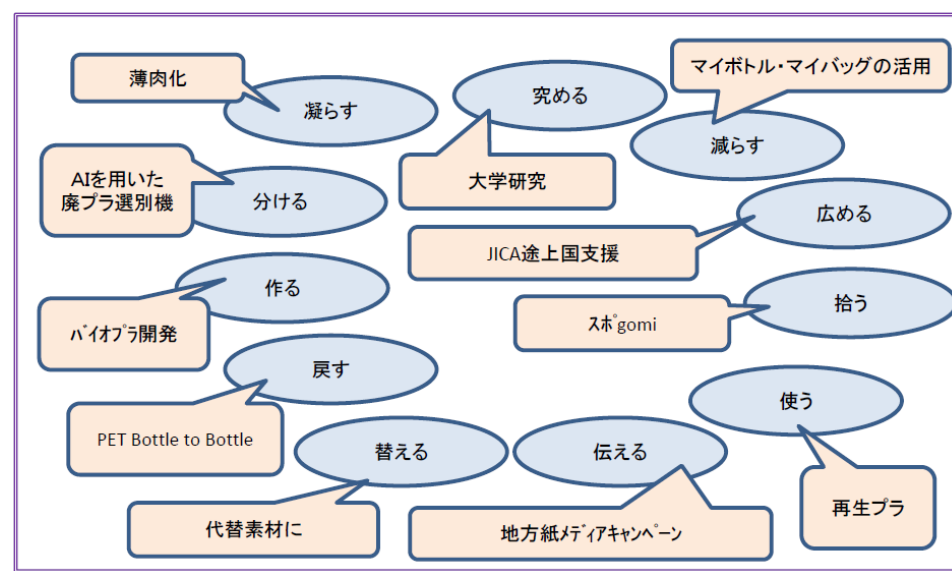 薄肉化
凝らす
究める
マイボトル・マイバッグの活用
減らす
AIを用いた
廃プラ選別機
分ける
大学研究
広める
JICA途上国支援
作る
バイオプラ開発
拾う
スポgomi
戻す
PET Bottle to Bottle
使う
再生プラ
替える
代替素材に
伝える
地方紙メディアキャンペーン